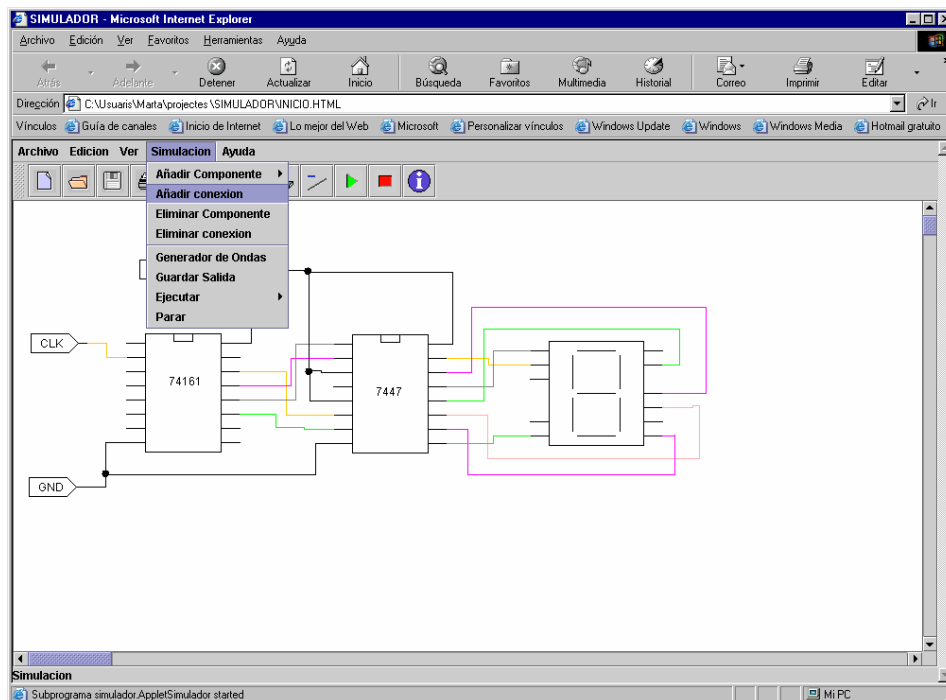 SIMULADOR - Microsoft Internet Explorer
Archivo Edición Ver Favoritos Herramientas Ayuda
Atrás Adelante Detener Actualizar Inicio Búsqueda Favoritos Multimedia Historial Correo Imprimir Editar
Dirección C:\Usuaris\Marta\projectes\SIMULADOR\INICIO.HTML Ir
Vínculos Guía de canales Inicio de Internet Lo mejor del Web Microsoft Personalizar vínculos Windows Update Windows Windows Media Hotmail gratuito
Archivo Edicion Ver Simulacion Ayuda
Añadir Componente
Añadir conexion
Eliminar Componente
Eliminar conexion
Generador de Ondas
Guardar Salida
Ejecutar
Parar
CLK
74161
7447
GND
Simulacion
Subprograma simulador.AppletSimulador started Mi PC